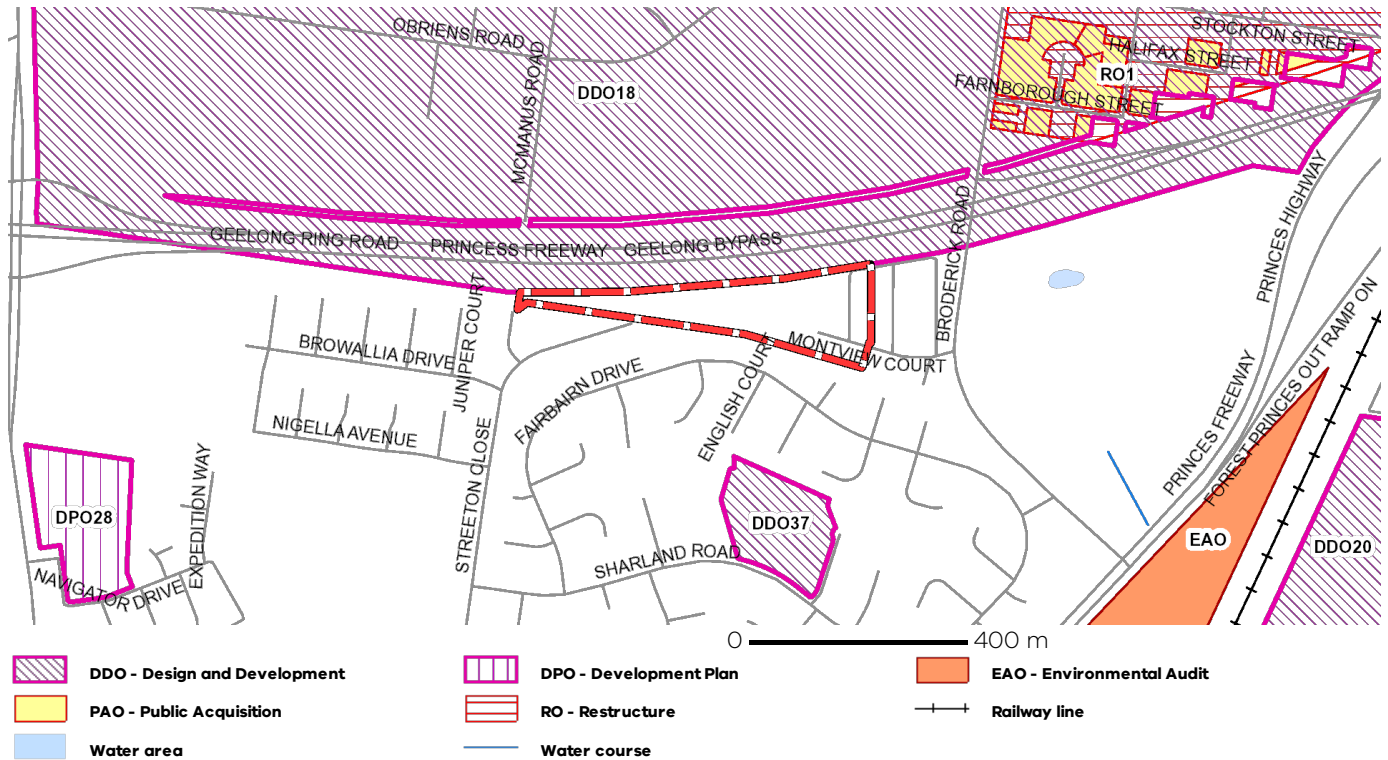 OBRIENS ROAD
MCMANUS ROAD
DDO18
STOCKTON STREET
HALIFAX STREET
RO1
FARNBOROUGH STREET
GEELONG RING ROAD
PRINCESS FREEWAY
GEELONG BYPASS
BRODERICK ROAD
PRINCES HIGHWAY
JUNIPER COURT
BROWALLIA DRIVE
MONTVIEW COURT
ENGLISH COURT
FAIRBAIRN DRIVE
NIGELLA AVENUE
STREETON CLOSE
EXPEDITION WAY
DPO28
NAVIGATOR DRIVE
SHARLAND ROAD
DDO37
PRINCES FREEWAY
FOREST PRINCES OUT RAMP ON
EAO
DDO20
0 400 m
DDO - Design and Development
DPO - Development Plan
EAO - Environmental Audit
PAO - Public Acquisition
RO - Restructure
Railway line
Water area
Water course